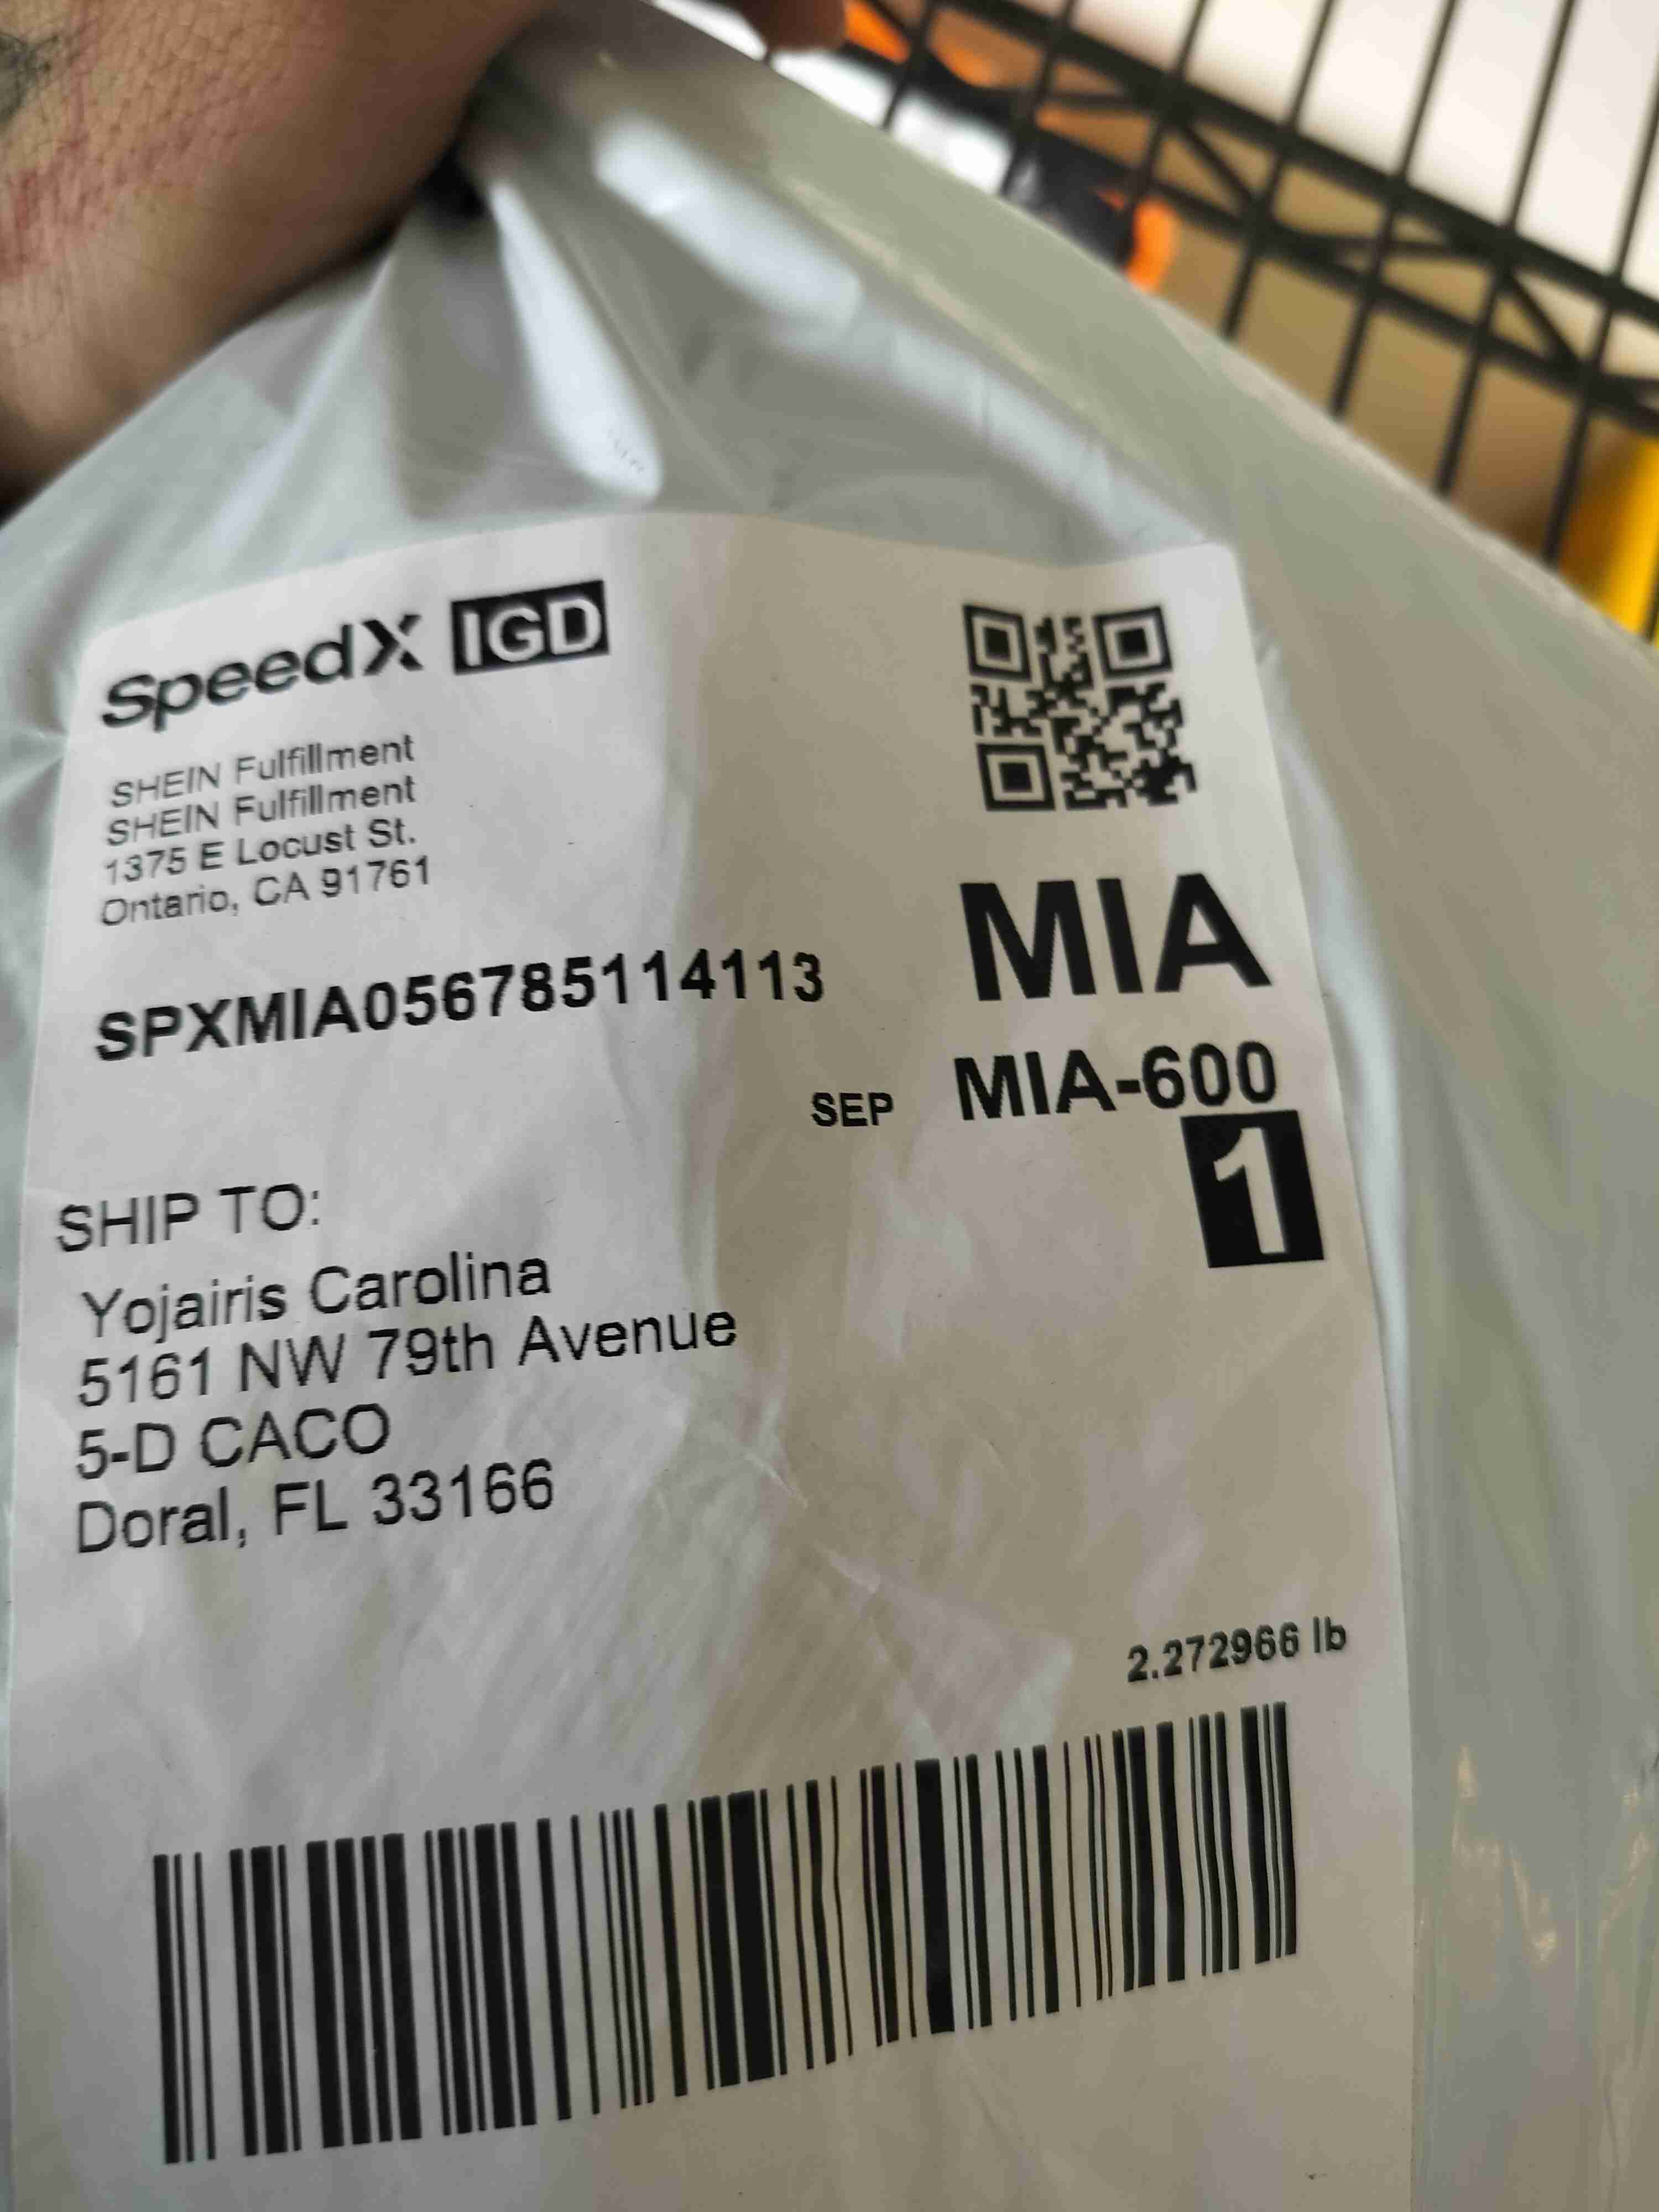 SpeedX IGD
SHEIN Fulfillment
SHEIN Fulfillment
1375 E Locust St.
Ontario, CA 91761
MIA
SPXMIA056785114113
SEP MIA-600
1
SHIP TO:
Yojairis Carolina
5161 NW 79th Avenue
5-D CACO
Doral, FL 33166
2.272966 lb